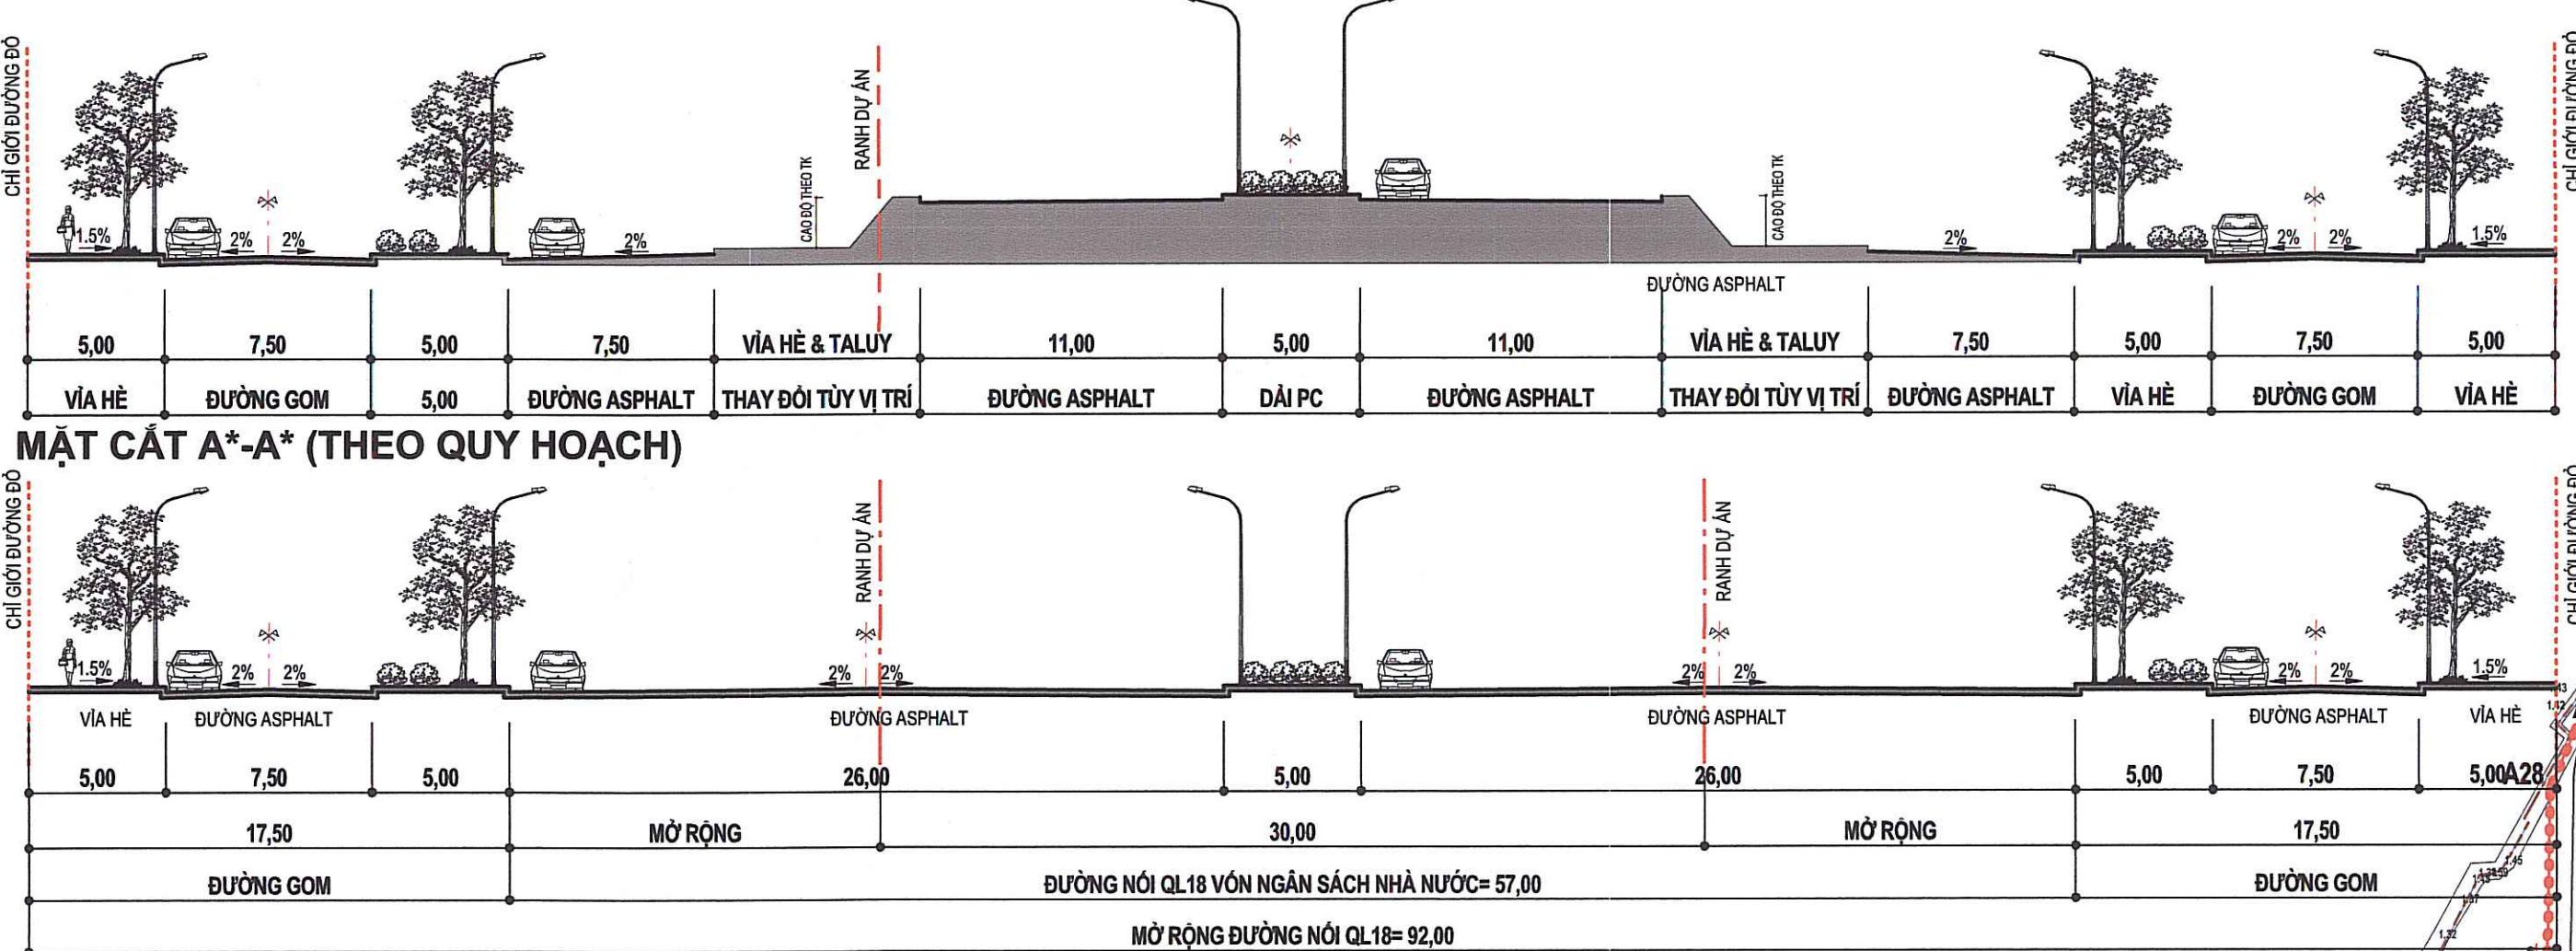 CHỈ GIỚI ĐƯỜNG ĐỎ
RANH DỰ ÁN
CAO ĐỘ THEO TK
CAO ĐỘ THEO TK
CHỈ GIỚI ĐƯỜNG ĐỎ
1.5% 2% 2% 2% 2% 2% 2% 1.5%
ĐƯỜNG ASPHALT
5,00 7,50 5,00 7,50 VỈA HÈ & TALUY 11,00 5,00 11,00 VỈA HÈ & TALUY 7,50 5,00 7,50 5,00
VỈA HÈ ĐƯỜNG GOM 5,00 ĐƯỜNG ASPHALT THAY ĐỔI TÙY VỊ TRÍ ĐƯỜNG ASPHALT DẢI PC ĐƯỜNG ASPHALT THAY ĐỔI TÙY VỊ TRÍ ĐƯỜNG ASPHALT VỈA HÈ ĐƯỜNG GOM VỈA HÈ
MẶT CẮT A*-A* (THEO QUY HOẠCH)
CHỈ GIỚI ĐƯỜNG ĐỎ
RANH DỰ ÁN
RANH DỰ ÁN
CHỈ GIỚI ĐƯỜNG ĐỎ
1.5% 2% 2% 2% 2% 2% 2% 2% 2% 1.5%
VỈA HÈ ĐƯỜNG ASPHALT ĐƯỜNG ASPHALT ĐƯỜNG ASPHALT ĐƯỜNG ASPHALT VỈA HÈ
5,00 7,50 5,00 26,00 5,00 26,00 5,00 7,50 5,00 A28
17,50 MỞ RỘNG 30,00 MỞ RỘNG 17,50
ĐƯỜNG GOM ĐƯỜNG NỐI QL18 VỐN NGÂN SÁCH NHÀ NƯỚC= 57,00 ĐƯỜNG GOM
MỞ RỘNG ĐƯỜNG NỐI QL18= 92,00
1.45
1.32